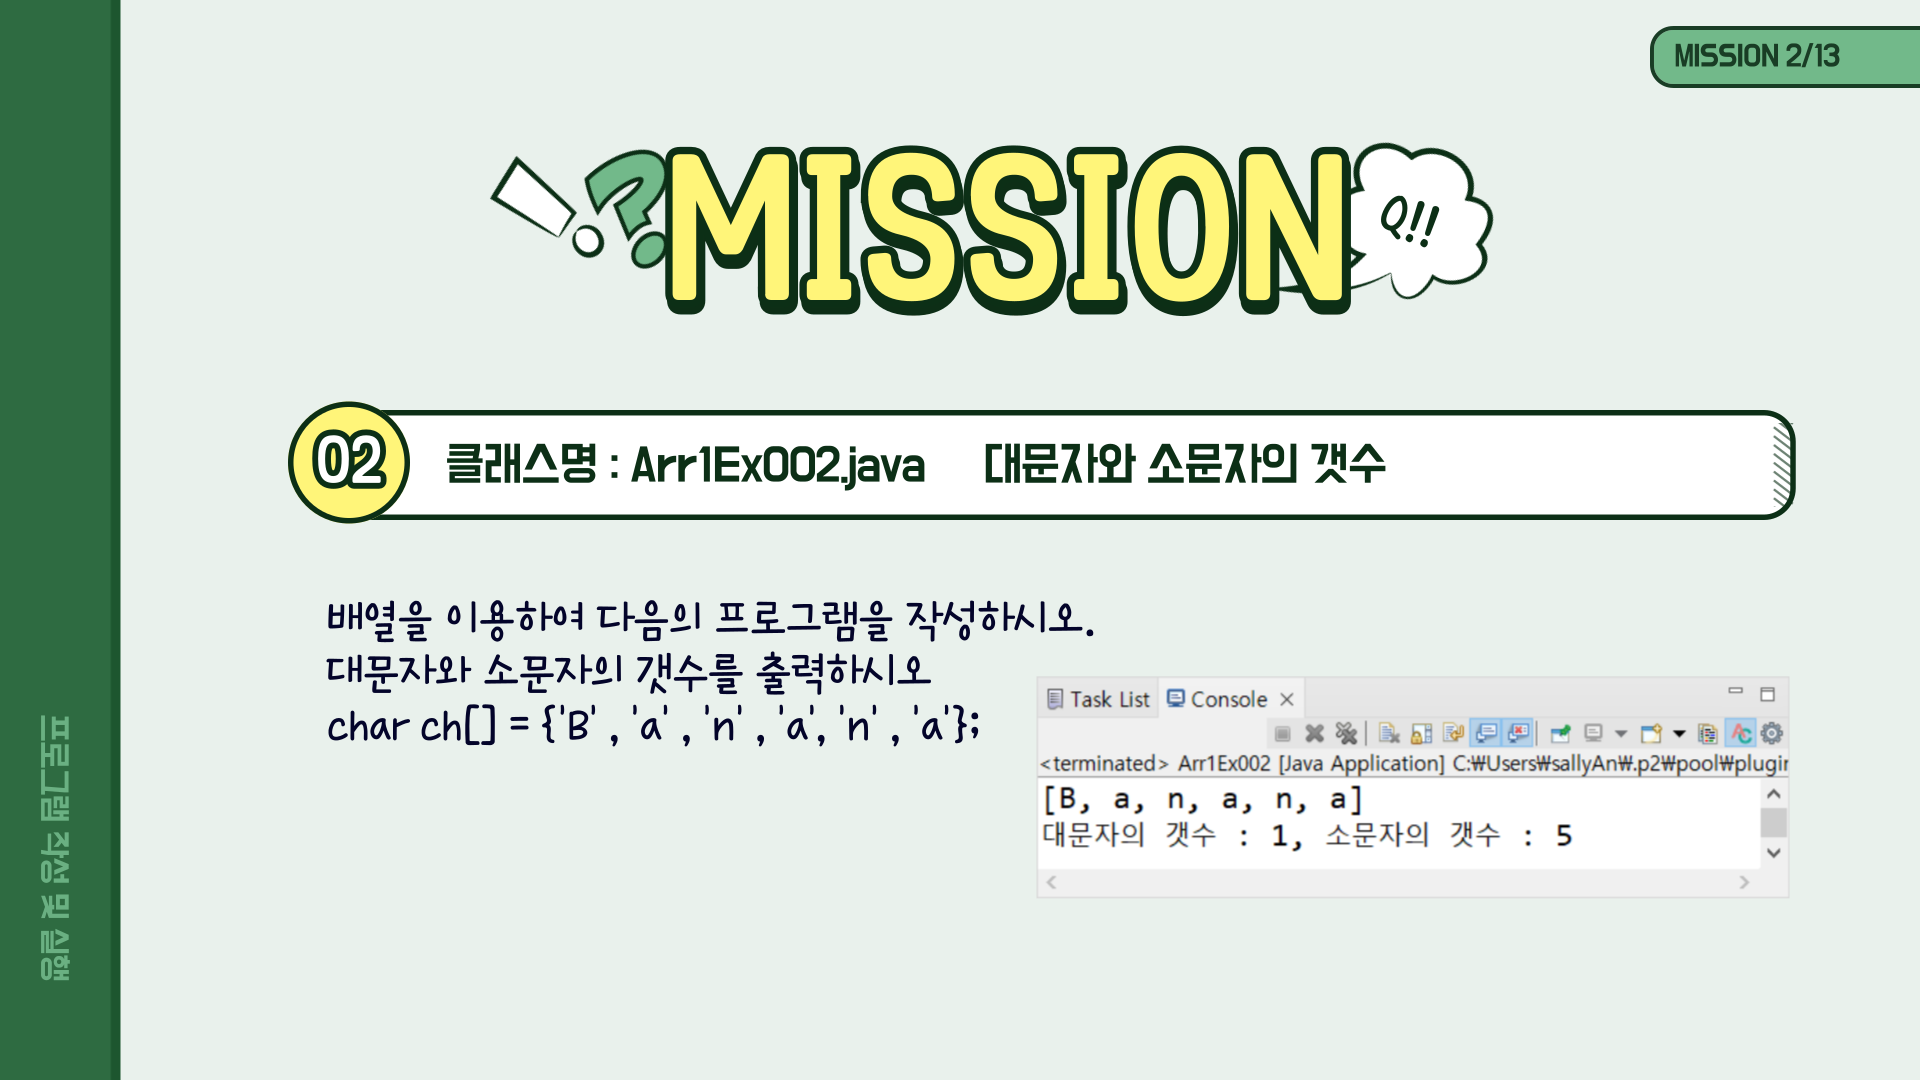 MISSION 2/13
!?MISSION
Q!!
02 클래스명 : Arr1Ex002.java 대문자와 소문자의 갯수
배열을 이용하여 다음의 프로그램을 작성하시오.
대문자와 소문자의 갯수를 출력하시오
char ch[] = {'B' , 'a' , 'n' , 'a', 'n' , 'a'};
Task List Console
<terminated> Arr1Ex002 [Java Application] C:₩Users₩sallyAn₩.p2₩pool₩plugin
[B, a, n, a, n, a]
대문자의 갯수 : 1, 소문자의 갯수 : 5
프로그램 작성 및 실행